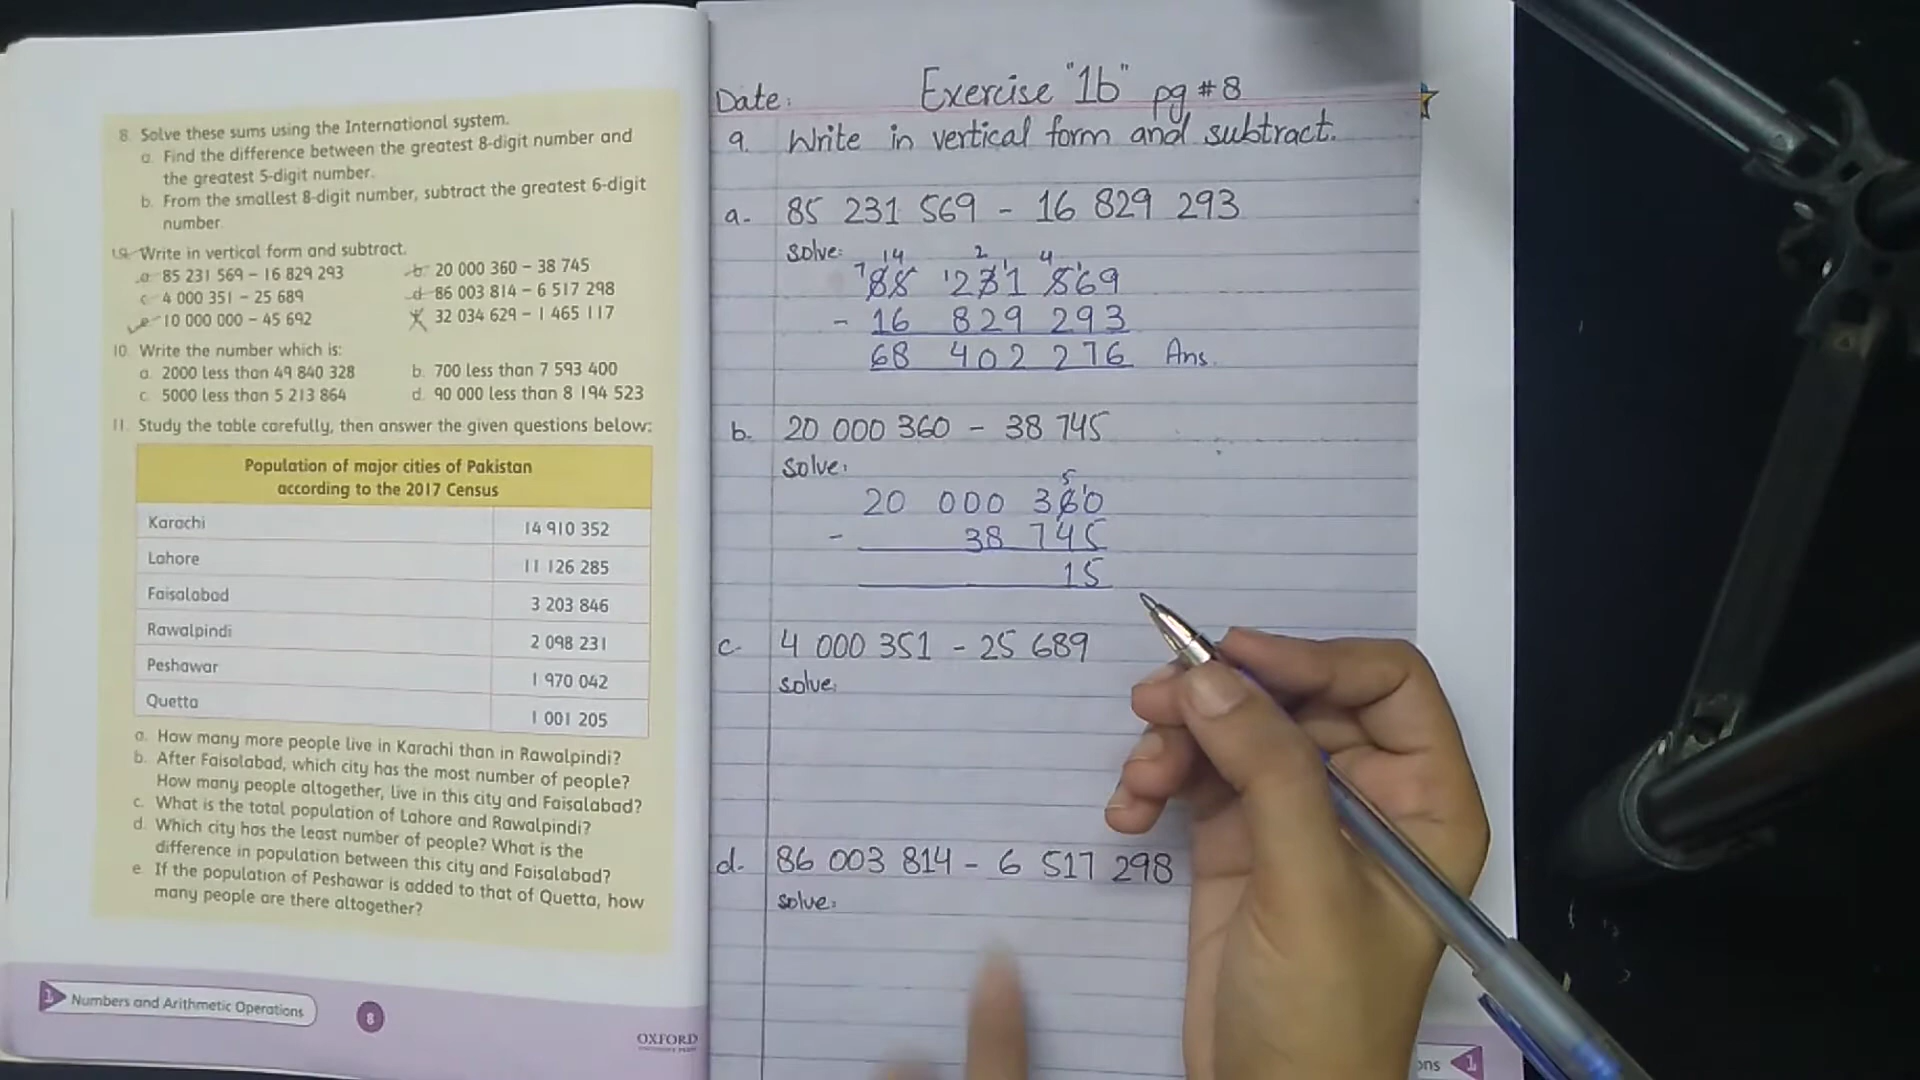 8. Solve these sums using the International system.
a. Find the difference between the greatest 8-digit number and
the greatest 5-digit number.
b. From the smallest 8-digit number, subtract the greatest 6-digit
number.
9. Write in vertical form and subtract.
a. 85 231 569 – 16 829 293 b. 20 000 360 – 38 745
c. 4 000 351 – 25 689 d. 86 003 814 – 6 517 298
e. 10 000 000 – 45 692 32 034 629 – 1 465 117
10. Write the number which is:
a. 2000 less than 49 840 328 b. 700 less than 7 593 400
c. 5000 less than 5 213 864 d. 90 000 less than 8 194 523
11. Study the table carefully, then answer the given questions below:
Population of major cities of Pakistan
according to the 2017 Census
Karachi 14 910 352
Lahore 11 126 285
Faisalabad 3 203 846
Rawalpindi 2 098 231
Peshawar 1 970 042
Quetta 1 001 205
a. How many more people live in Karachi than in Rawalpindi?
b. After Faisalabad, which city has the most number of people?
How many people altogether, live in this city and Faisalabad?
c. What is the total population of Lahore and Rawalpindi?
d. Which city has the least number of people? What is the
difference in population between this city and Faisalabad?
e If the population of Peshawar is added to that of Quetta, how
many people are there altogether?
1 Numbers and Arithmetic Operations 8
OXFORD
Date: Exercise "1b" pg # 8
9. Write in vertical form and subtract.
a. 85 231 569 - 16 829 293
Solve: 14 2 4
7 85 1231 1 569
- 16 829 293
68 402 276 Ans.
b. 20 000 360 - 38 745
Solve: 5
20 000 360
- 38 745
15
c. 4 000 351 - 25 689
Solve:
d. 86 003 814 - 6 517 298
Solve:
ons 1